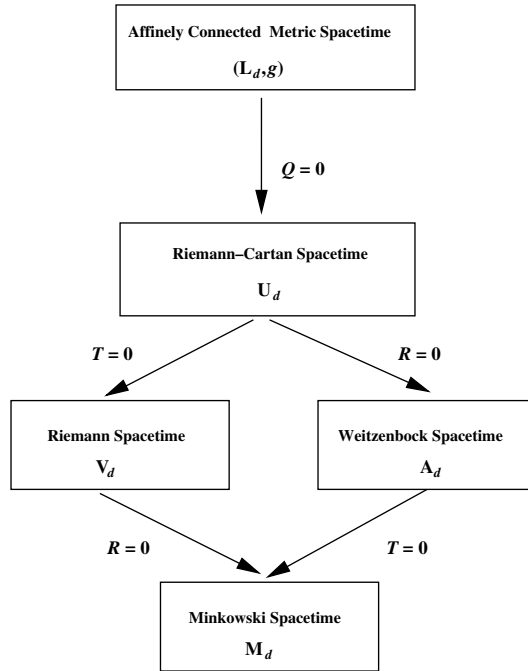 Affinely Connected Metric Spacetime
(L_d,g)
Q = 0
Riemann–Cartan Spacetime
U_d
T = 0
R = 0
Riemann Spacetime
V_d
Weitzenbock Spacetime
A_d
R = 0
T = 0
Minkowski Spacetime
M_d